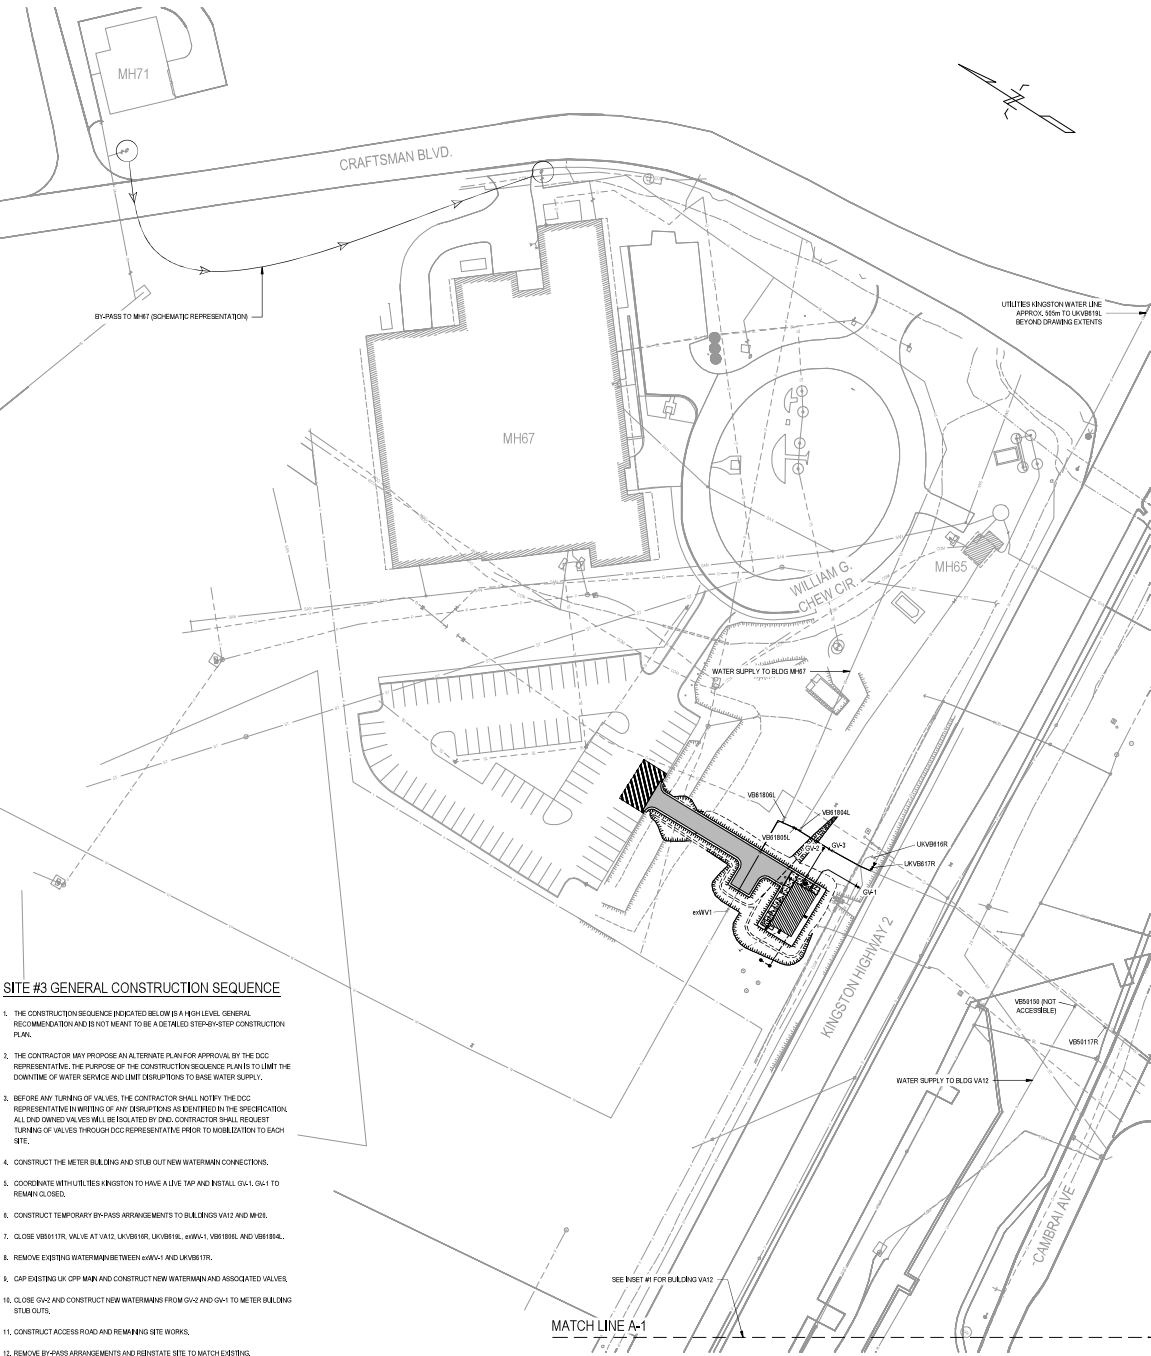 MH71
CRAFTSMAN BLVD.
BY-PASS TO MH67 (SCHEMATIC REPRESENTATION)
UTILITIES KINGSTON WATER LINE
APPROX. 505m TO UKVB619L
BEYOND DRAWING EXTENTS
MH67
MH65
WILLIAM G.
CHEW CIR.
WATER SUPPLY TO BLDG MH67
VB61806L
VB61804L
VB61805L
GV-2
GV-3
UKVB616R
UKVB617R
GV-1
exWV1
KINGSTON HIGHWAY 2
VB50150 (NOT
ACCESSIBLE)
VB50117R
WATER SUPPLY TO BLDG VA12
CAMBRAI AVE
SEE INSET #1 FOR BUILDING VA12
MATCH LINE A-1
SITE #3 GENERAL CONSTRUCTION SEQUENCE
1. THE CONSTRUCTION SEQUENCE INDICATED BELOW IS A HIGH LEVEL GENERAL
RECOMMENDATION AND IS NOT MEANT TO BE A DETAILED STEP-BY-STEP CONSTRUCTION
PLAN.
2. THE CONTRACTOR MAY PROPOSE AN ALTERNATE PLAN FOR APPROVAL BY THE DCC
REPRESENTATIVE. THE PURPOSE OF THE CONSTRUCTION SEQUENCE PLAN IS TO LIMIT THE
DOWNTIME OF WATER SERVICE AND LIMIT DISRUPTIONS TO BASE WATER SUPPLY.
3. BEFORE ANY TURNING OF VALVES, THE CONTRACTOR SHALL NOTIFY THE DCC
REPRESENTATIVE IN WRITING OF ANY DISRUPTIONS AS IDENTIFIED IN THE SPECIFICATION.
ALL DND OWNED VALVES WILL BE ISOLATED BY DND. CONTRACTOR SHALL REQUEST
TURNING OF VALVES THROUGH DCC REPRESENTATIVE PRIOR TO MOBILIZATION TO EACH
SITE.
4. CONSTRUCT THE METER BUILDING AND STUB OUT NEW WATERMAIN CONNECTIONS.
5. COORDINATE WITH UTILITIES KINGSTON TO HAVE A LIVE TAP AND INSTALL GV-1. GV-1 TO
REMAIN CLOSED.
6. CONSTRUCT TEMPORARY BY-PASS ARRANGEMENTS TO BUILDINGS VA12 AND MH26.
7. CLOSE VB50117R, VALVE AT VA12, UKVB616R, UKVB619L, exWV-1, VB61806L AND VB61804L.
8. REMOVE EXISTING WATERMAIN BETWEEN exWV-1 AND UKVB617R.
9. CAP EXISTING UK CPP MAIN AND CONSTRUCT NEW WATERMAIN AND ASSOCIATED VALVES.
10. CLOSE GV-2 AND CONSTRUCT NEW WATERMAINS FROM GV-2 AND GV-1 TO METER BUILDING
STUB OUTS.
11. CONSTRUCT ACCESS ROAD AND REMAINING SITE WORKS.
12. REMOVE BY-PASS ARRANGEMENTS AND REINSTATE SITE TO MATCH EXISTING.